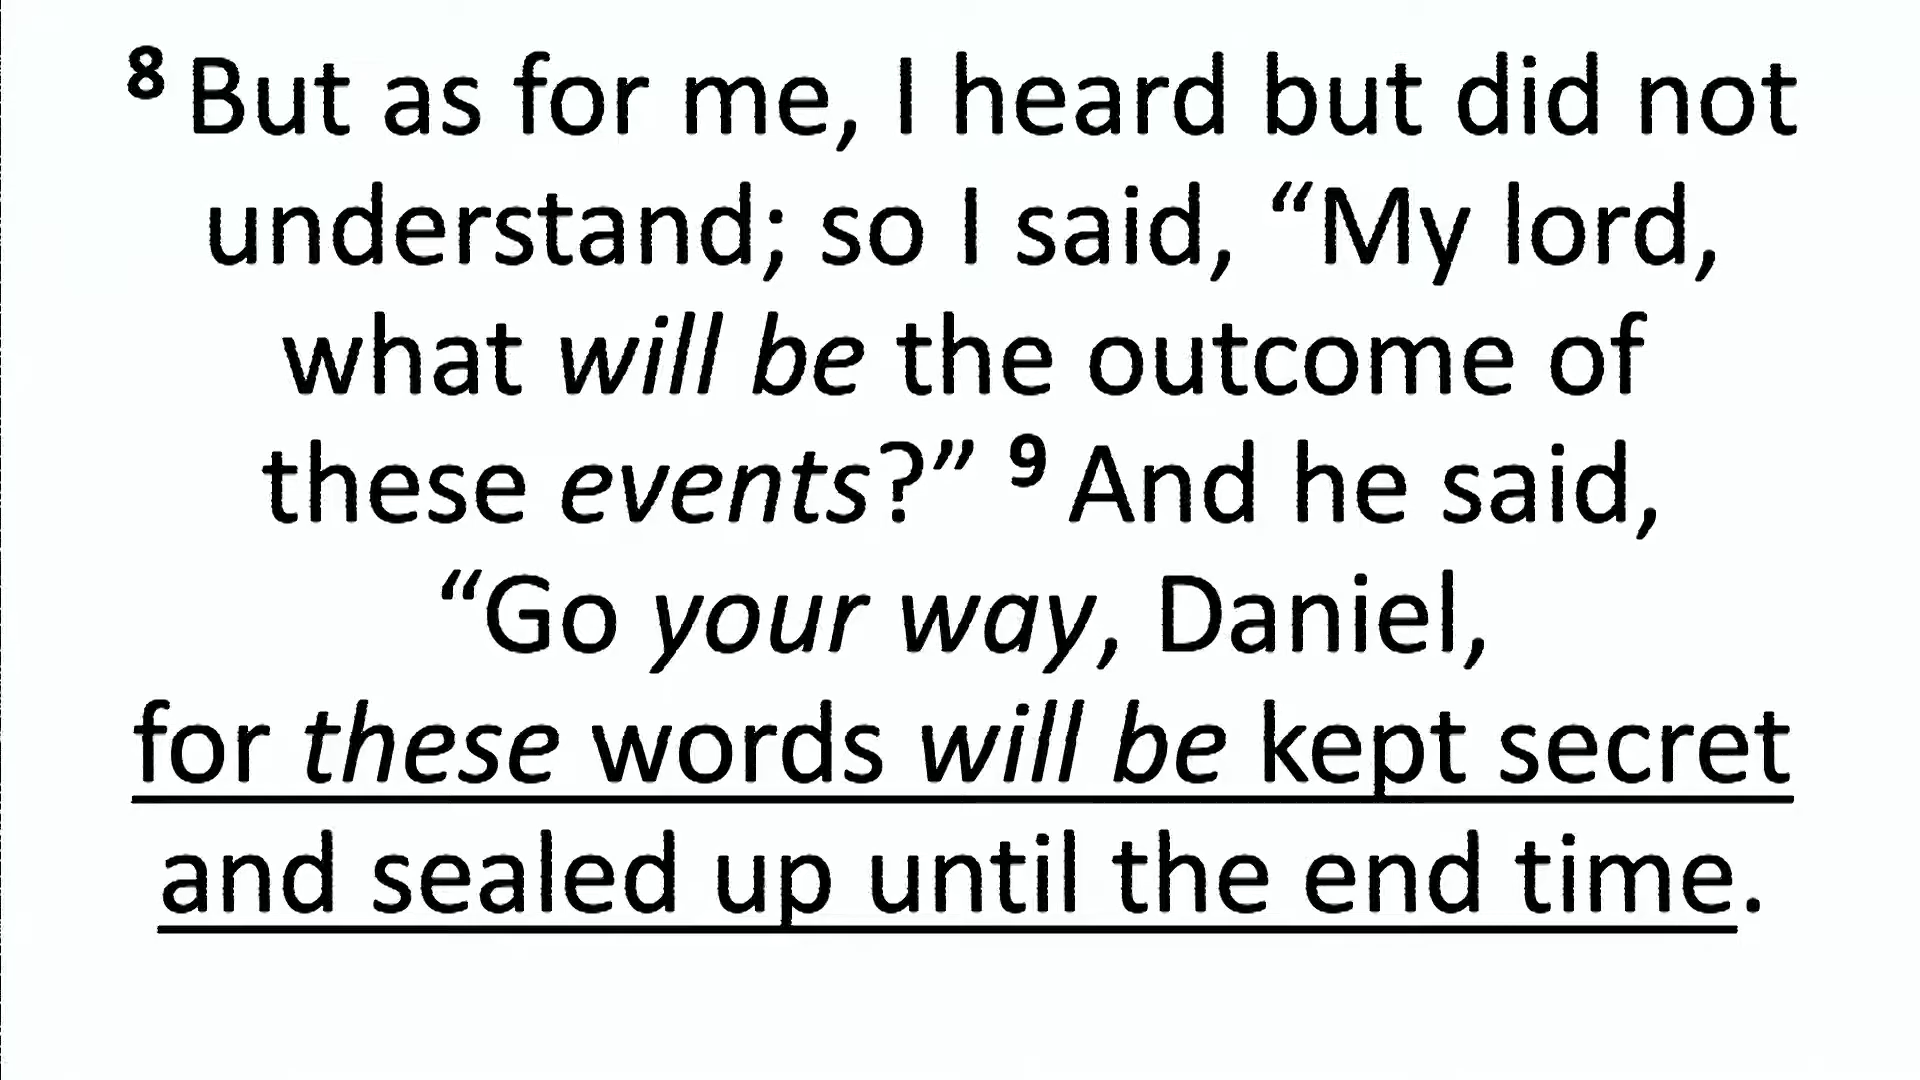 8 But as for me, I heard but did not
understand; so I said, “My lord,
what will be the outcome of
these events?” 9 And he said,
“Go your way, Daniel,
for these words will be kept secret
and sealed up until the end time.